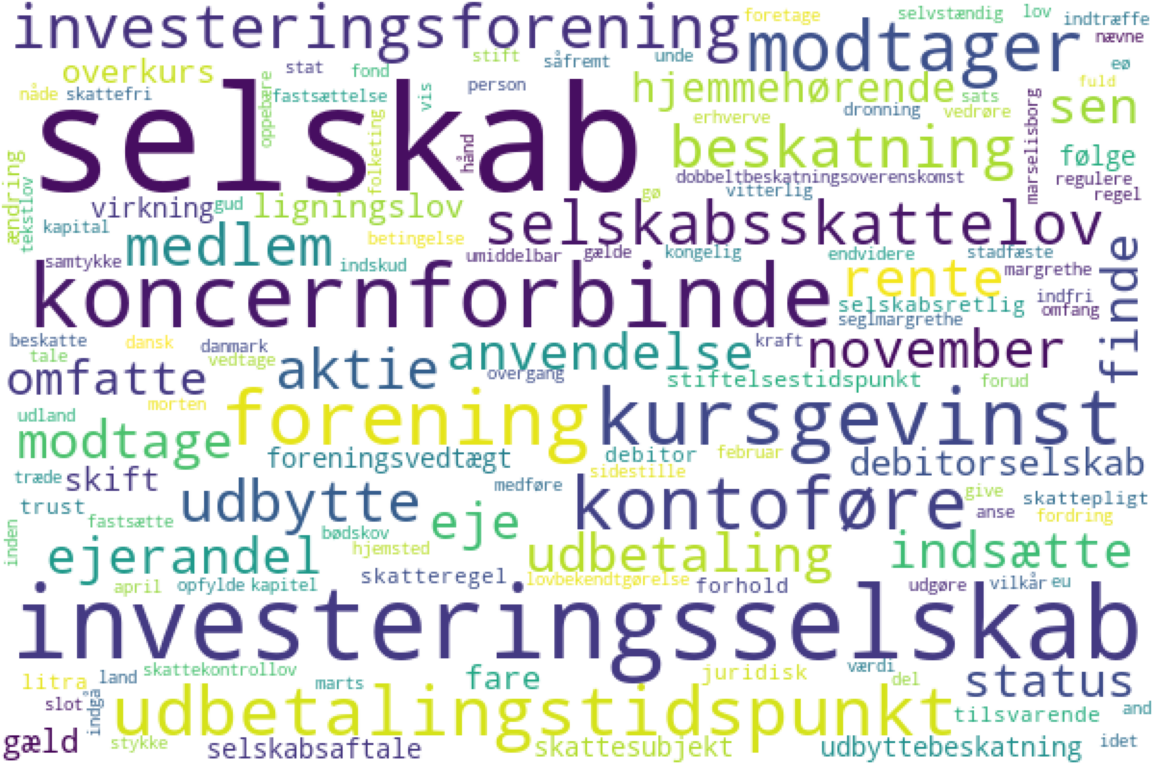 investeringsforening
foretage
selvstændig
lov
indtræffe
nævne
modtager
overkurs
stat
fond
stift
såfremt
unde
eø
nåde
skattefri
fastsættelse
oppebære
vis
person
hjemmehørende
sats
fuld
sen
selskab
folketing
hånd
erhverve
dronning
vedrøre
marselisborg
beskatning
følge
ændring
tekstlov
dobbeltbeskatningsoverenskomst
regulere
regel
virkning
gud
ligningslov
gø
vitterlig
kapital
medlem
betingelse
selskabsskattelov
samtykke
indskud
umiddelbar
gælde
kongelig
endvidere
stadfæste
finde
koncernforbinde
rente
margrethe
selskabsretlig
indfri
omfang
seglmargrethe
beskatte
dansk
danmark
tale
vedtage
anvendelse
kraft
november
omfatte
aktie
overgang
stiftelsestidspunkt
forud
udland
morten
forening
kursgevinst
modtage
foreningsvedtægt
debitor
februar
debitorselskab
sidestille
træde
skift
udbytte
medføre
kontoføre
give
skattepligt
trust
fastsætte
eje
anse
fordring
inden
bødskov
ejerandel
hjemsted
udbetaling
indsætte
april
opfylde
kapitel
skatteregel
lovbekendtgørelse
forhold
udgøre
vilkår
eu
investeringsselskab
litra
land
skattekontrollov
marts
fare
juridisk
værdi
del
status
slot
indgå
udbetalingstidspunkt
tilsvarende
and
gæld
stykke
selskabsaftale
skattesubjekt
udbyttebeskatning
idet